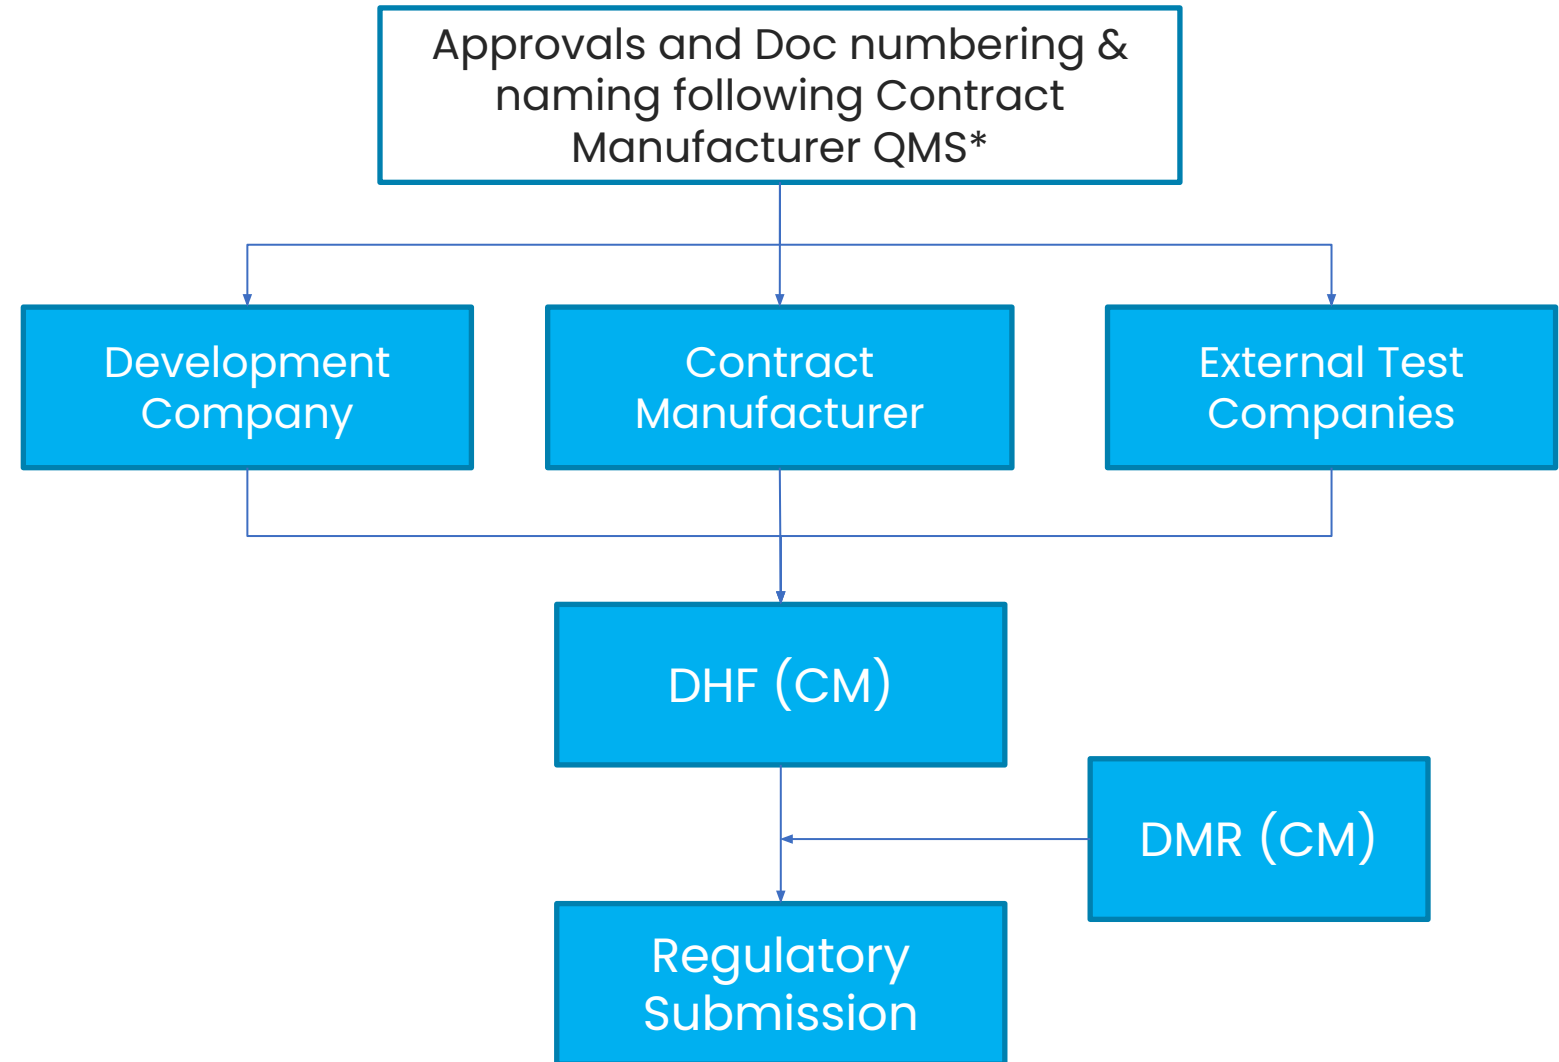 Approvals and Doc numbering &
naming following Contract
Manufacturer QMS*
Development
Company
Contract
Manufacturer
External Test
Companies
DHF (CM)
DMR (CM)
Regulatory
Submission